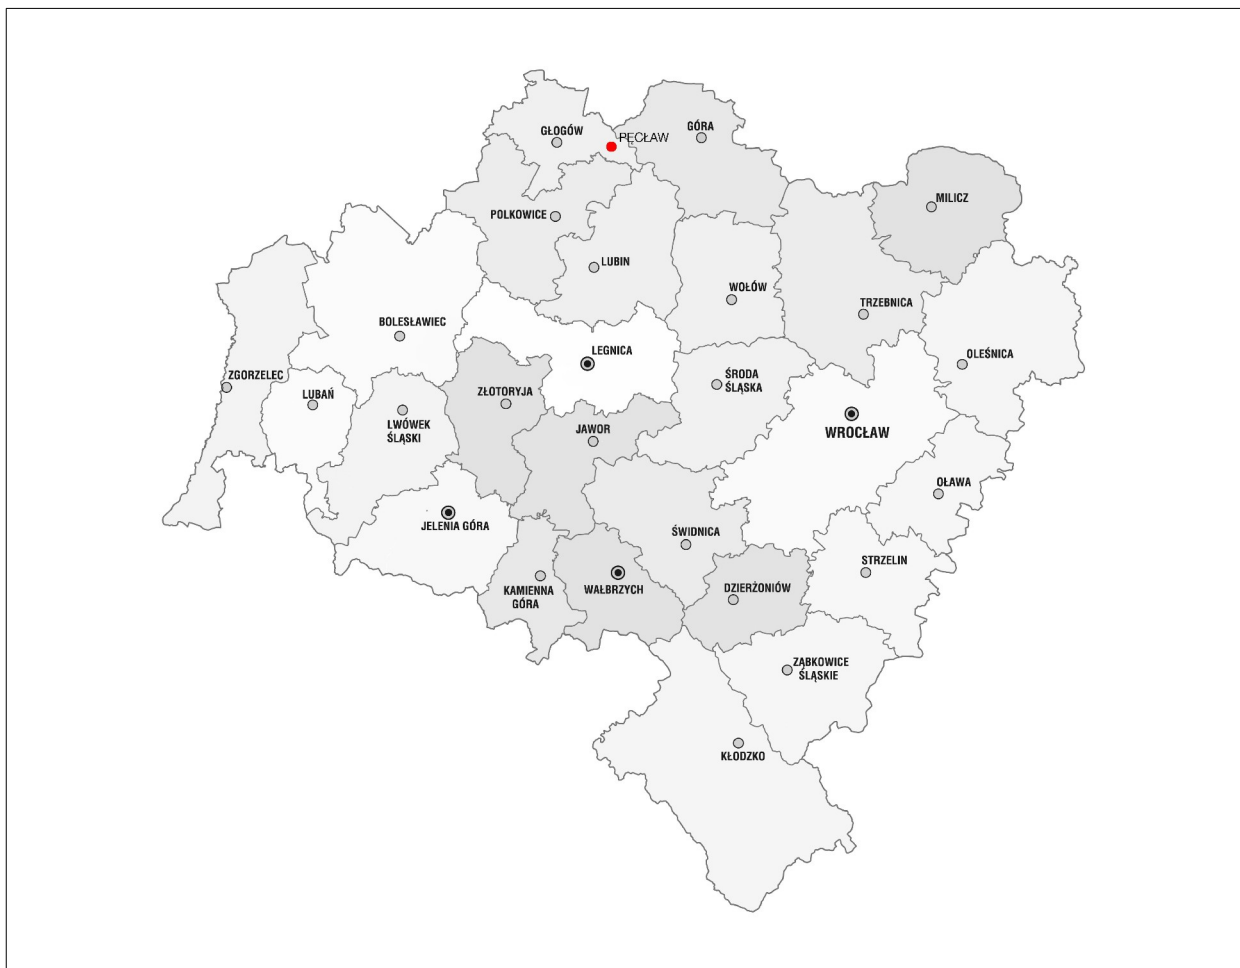 GŁOGÓW
PĘCŁAW
GÓRA
MILICZ
POLKOWICE
LUBIN
WOŁÓW
TRZEBNICA
BOLESŁAWIEC
LEGNICA
OLEŚNICA
ZGORZELEC
LUBAŃ
ZŁOTORYJA
ŚRODA
ŚLĄSKA
LWÓWEK
ŚLĄSKI
JAWOR
WROCŁAW
OŁAWA
JELENIA GÓRA
ŚWIDNICA
STRZELIN
KAMIENNA
GÓRA
WAŁBRZYCH
DZIERŻONIÓW
ZĄBKOWICE
ŚLĄSKIE
KŁODZKO